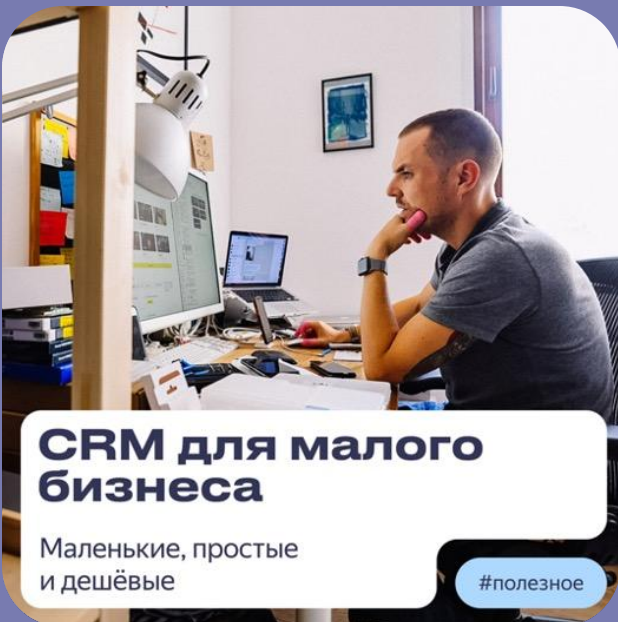 CRM для малого
бизнеса
Маленькие, простые
и дешёвые
#полезное